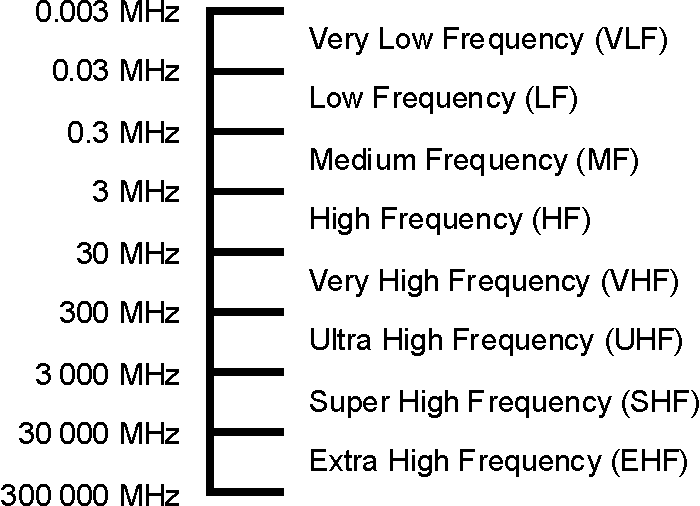 0.003 MHz
Very Low Frequency (VLF)
0.03 MHz
Low Frequency (LF)
0.3 MHz
Medium Frequency (MF)
3 MHz
High Frequency (HF)
30 MHz
Very High Frequency (VHF)
300 MHz
Ultra High Frequency (UHF)
3 000 MHz
Super High Frequency (SHF)
30 000 MHz
Extra High Frequency (EHF)
300 000 MHz